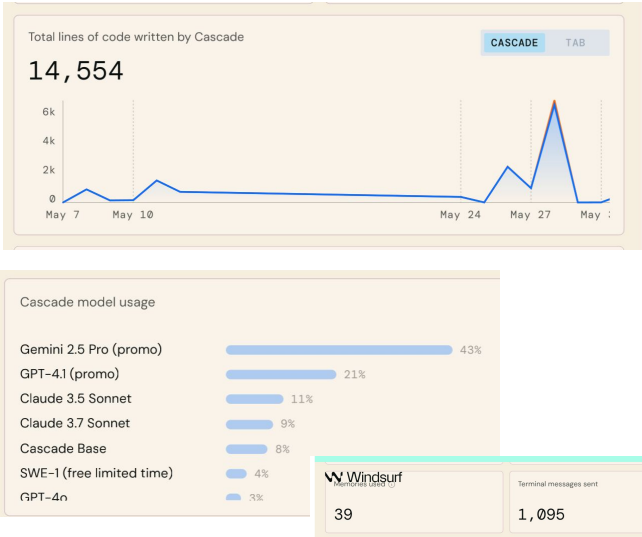 Total lines of code written by Cascade
CASCADE TAB
14,554
6k
4k
2k
0
May 7 May 10 May 24 May 27 May
Cascade model usage
Gemini 2.5 Pro (promo) 43%
GPT-4.1 (promo) 21%
Claude 3.5 Sonnet 11%
Claude 3.7 Sonnet 9%
Cascade Base 8%
SWE-1 (free limited time) 4%
GPT-4o 3%
Windsurf
Memories used Terminal messages sent
39 1,095